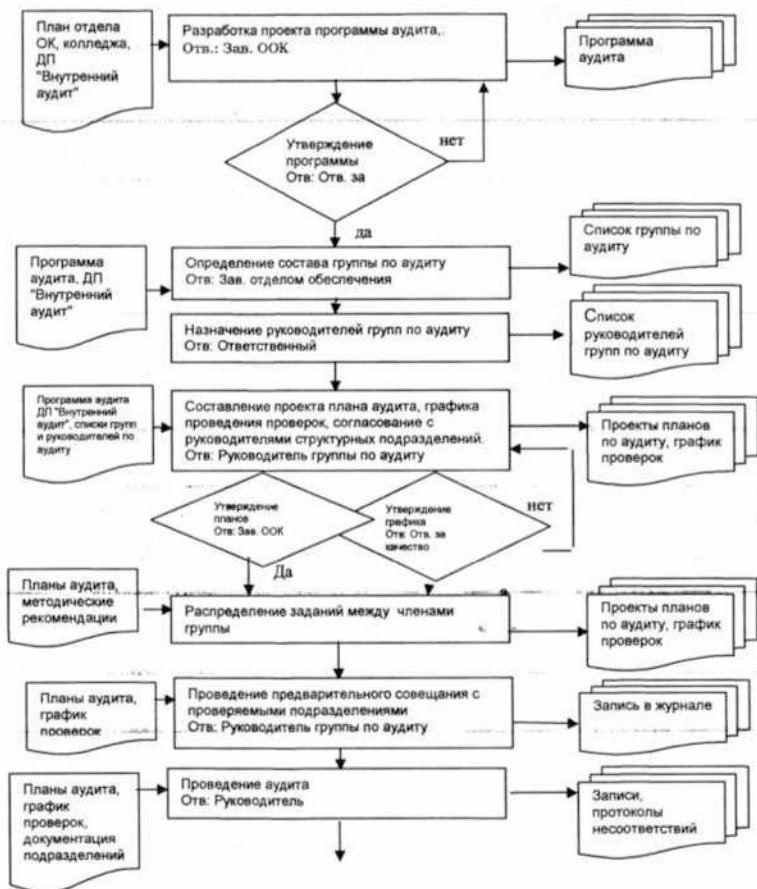 План отдела
ОК, колледжа,
ДП
"Внутренний
аудит"
Разработка проекта программы аудита,.
Отв.: Зав. ООК
Программа
аудита
Утверждение
программы
Отв: Отв. за
нет
да
Программа
аудита, ДП
"Внутренний
аудит"
Определение состава группы по аудиту
Отв: Зав. отделом обеспечения
Список группы по
аудиту
Назначение руководителей групп по аудиту
Отв: Ответственный
Список
руководителей
групп по аудиту
Программа аудита
ДП "Внутренний
аудит", списки групп
и руководителей по
аудиту
Составление проекта плана аудита, графика
проведения проверок, согласование с
руководителями структурных подразделений.
Отв: Руководитель группы по аудиту
Проекты планов
по аудиту, график
проверок
Утверждение
планов
Отв: Зав. ООК
Утверждение
графика
Отв: Отв. за
качество
нет
Да
Планы аудита,
методические
рекомендации
Распределение заданий между членами
группы
Проекты планов
по аудиту, график
проверок
Планы аудита,
график
проверок
Проведение предварительного совещания с
проверяемыми подразделениями
Отв: Руководитель группы по аудиту
Запись в журнале
Планы аудита,
график
проверок,
документация
подразделений
Проведение аудита
Отв: Руководитель
Записи,
протоколы
несоответствий